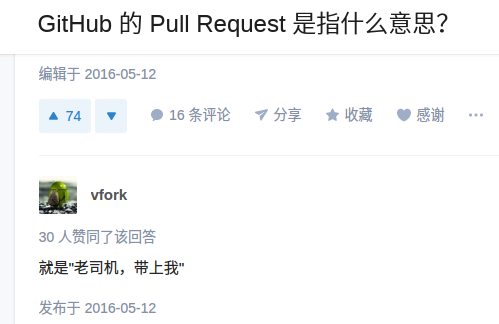 GitHub 的 Pull Request 是指什么意思？
编辑于 2016-05-12
74 16 条评论 分享 收藏 感谢
vfork
30 人赞同了该回答
就是"老司机，带上我"
发布于 2016-05-12